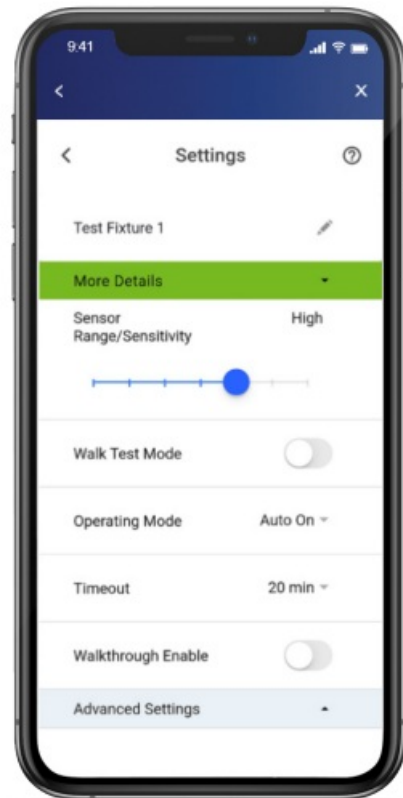 9:41
Settings
Test Fixture 1
More Details
Sensor High
Range/Sensitivity
Walk Test Mode
Operating Mode Auto On
Timeout 20 min
Walkthrough Enable
Advanced Settings